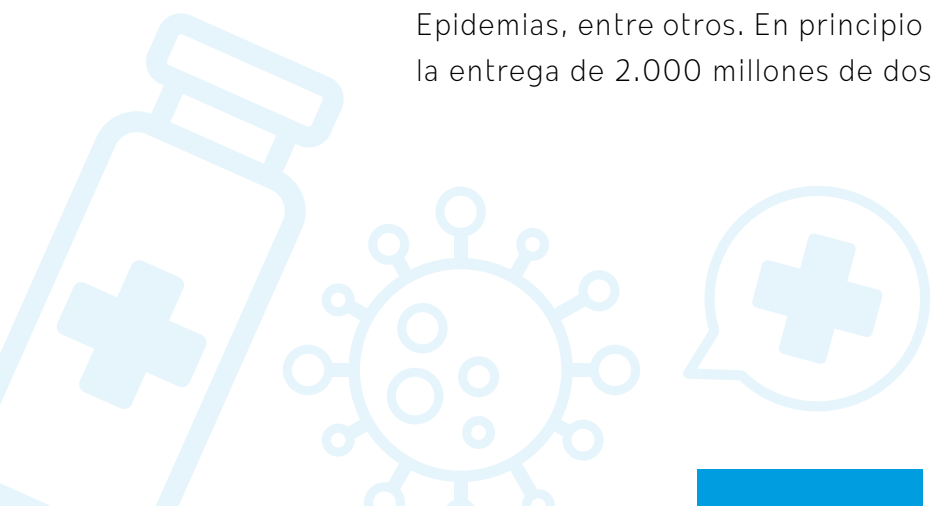 Epidemias, entre otros. En principio
la entrega de 2.000 millones de dos